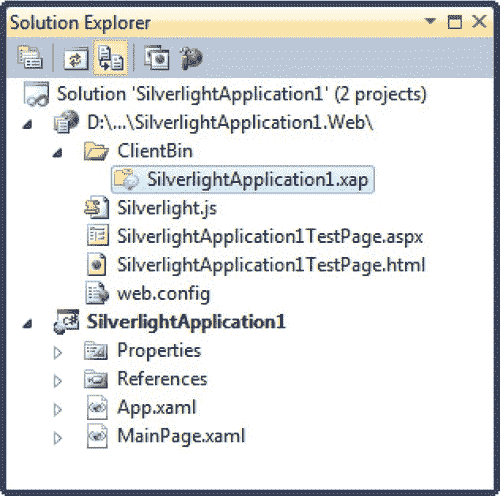 Solution Explorer
Solution 'SilverlightApplication1' (2 projects)
D:\...\SilverlightApplication1.Web\
ClientBin
SilverlightApplication1.xap
Silverlight.js
SilverlightApplication1TestPage.aspx
SilverlightApplication1TestPage.html
web.config
SilverlightApplication1
Properties
References
App.xaml
MainPage.xaml